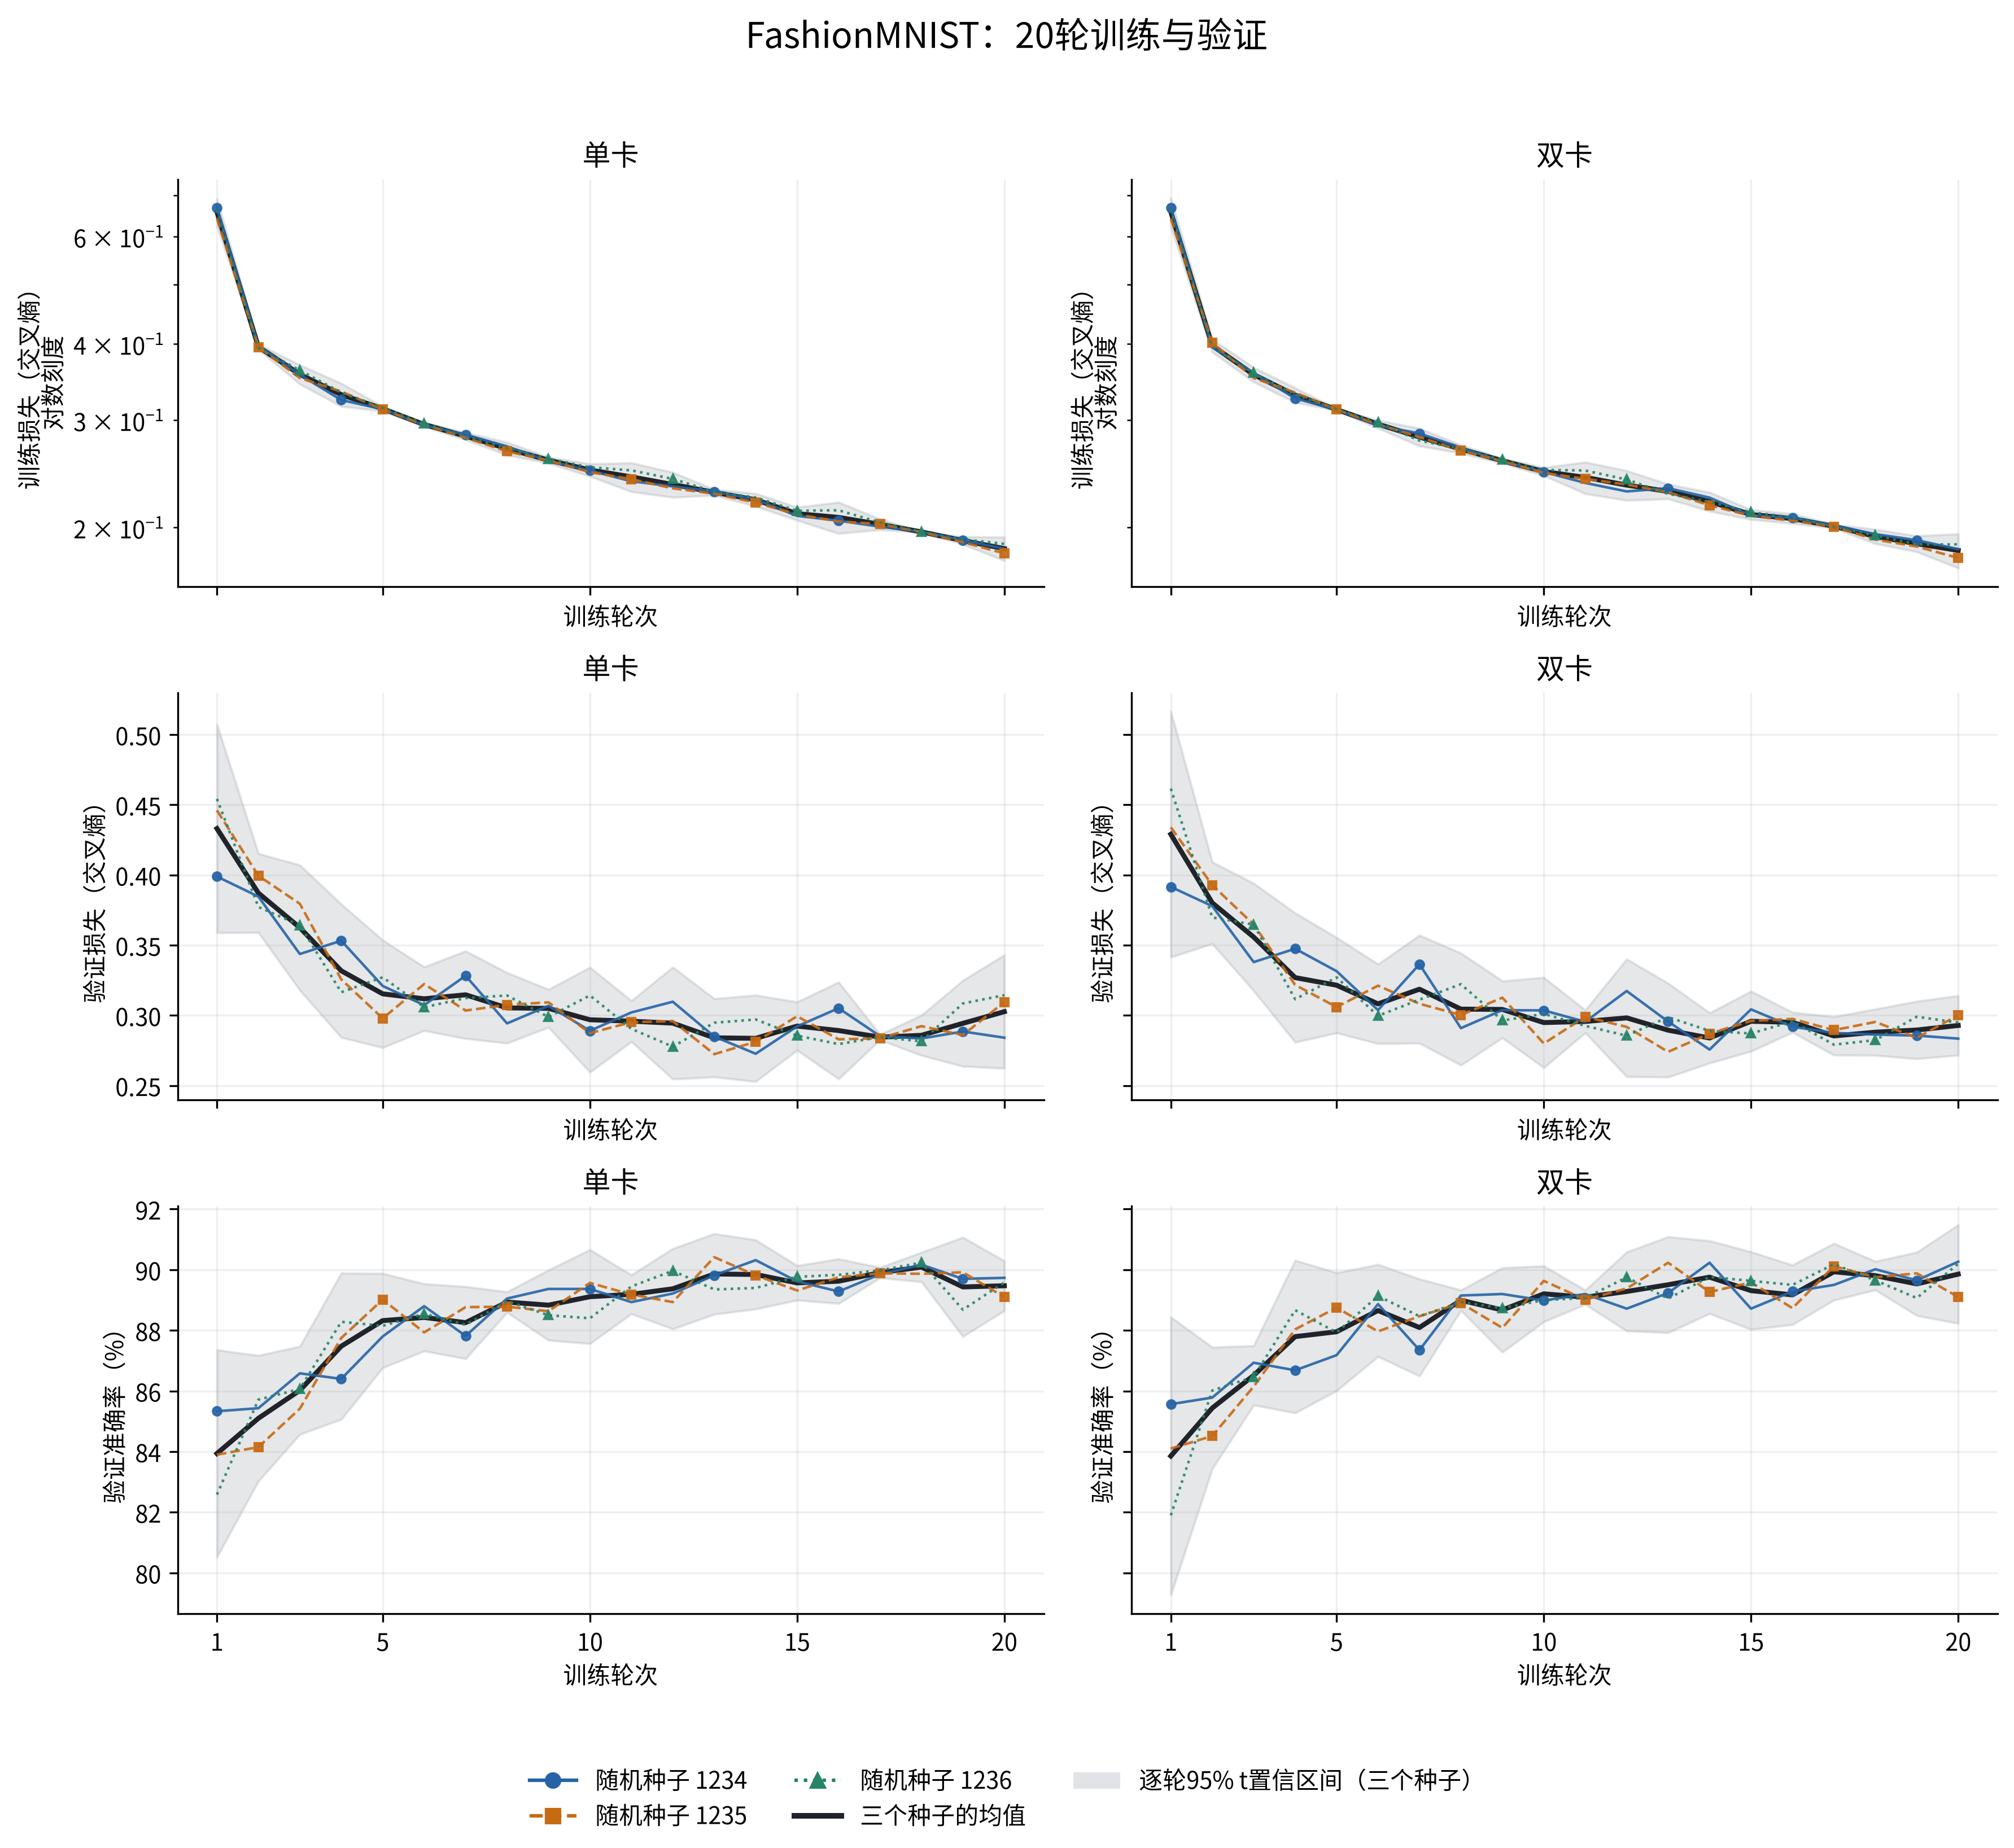 FashionMNIST：20轮训练与验证
单卡
双卡
训练损失（交叉熵）
对数刻度
6 × 10⁻¹
4 × 10⁻¹
3 × 10⁻¹
2 × 10⁻¹
训练轮次
训练损失（交叉熵）
对数刻度
训练轮次
单卡
双卡
验证损失（交叉熵）
0.50
0.45
0.40
0.35
0.30
0.25
训练轮次
验证损失（交叉熵）
训练轮次
单卡
双卡
验证准确率（%）
92
90
88
86
84
82
80
1 5 10 15 20
训练轮次
验证准确率（%）
1 5 10 15 20
训练轮次
随机种子 1234
随机种子 1235
随机种子 1236
三个种子的均值
逐轮95% t置信区间（三个种子）